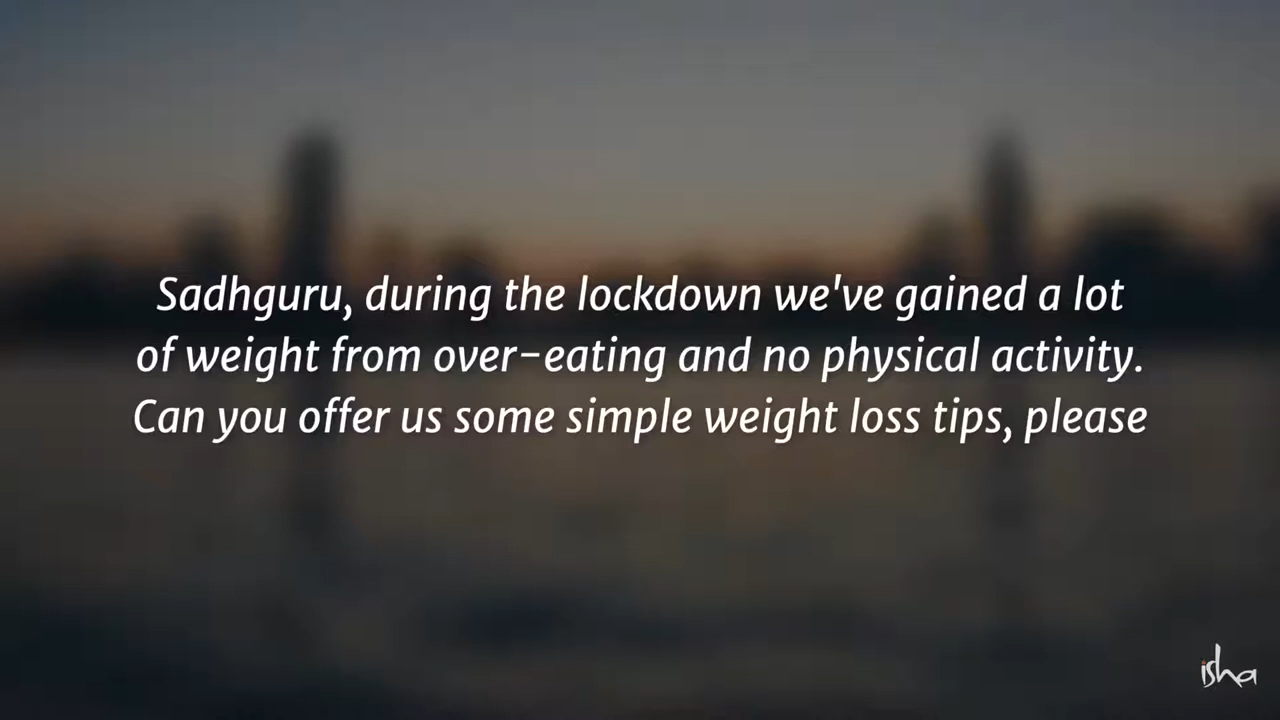 Sadhguru, during the lockdown we've gained a lot
of weight from over-eating and no physical activity.
Can you offer us some simple weight loss tips, please
isha